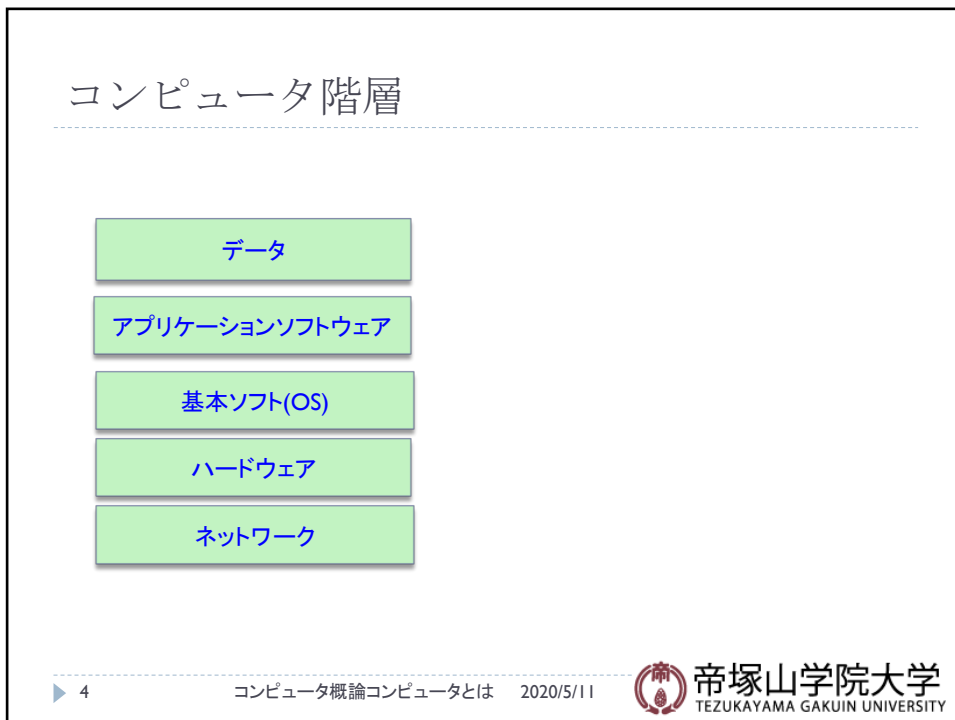 コンピュータ階層
データ
アプリケーションソフトウェア
基本ソフト(OS)
ハードウェア
ネットワーク
4 コンピュータ概論コンピュータとは 2020/5/11
帝
帝塚山学院大学
TEZUKAYAMA GAKUIN UNIVERSITY